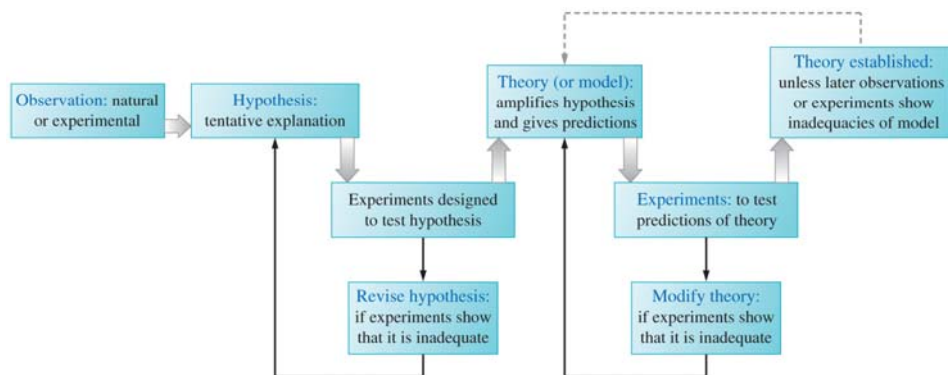 Observation: natural
or experimental
Hypothesis:
tentative explanation
Experiments designed
to test hypothesis
Revise hypothesis:
if experiments show
that it is inadequate
Theory (or model):
amplifies hypothesis
and gives predictions
Experiments: to test
predictions of theory
Modify theory:
if experiments show
that it is inadequate
Theory established:
unless later observations
or experiments show
inadequacies of model